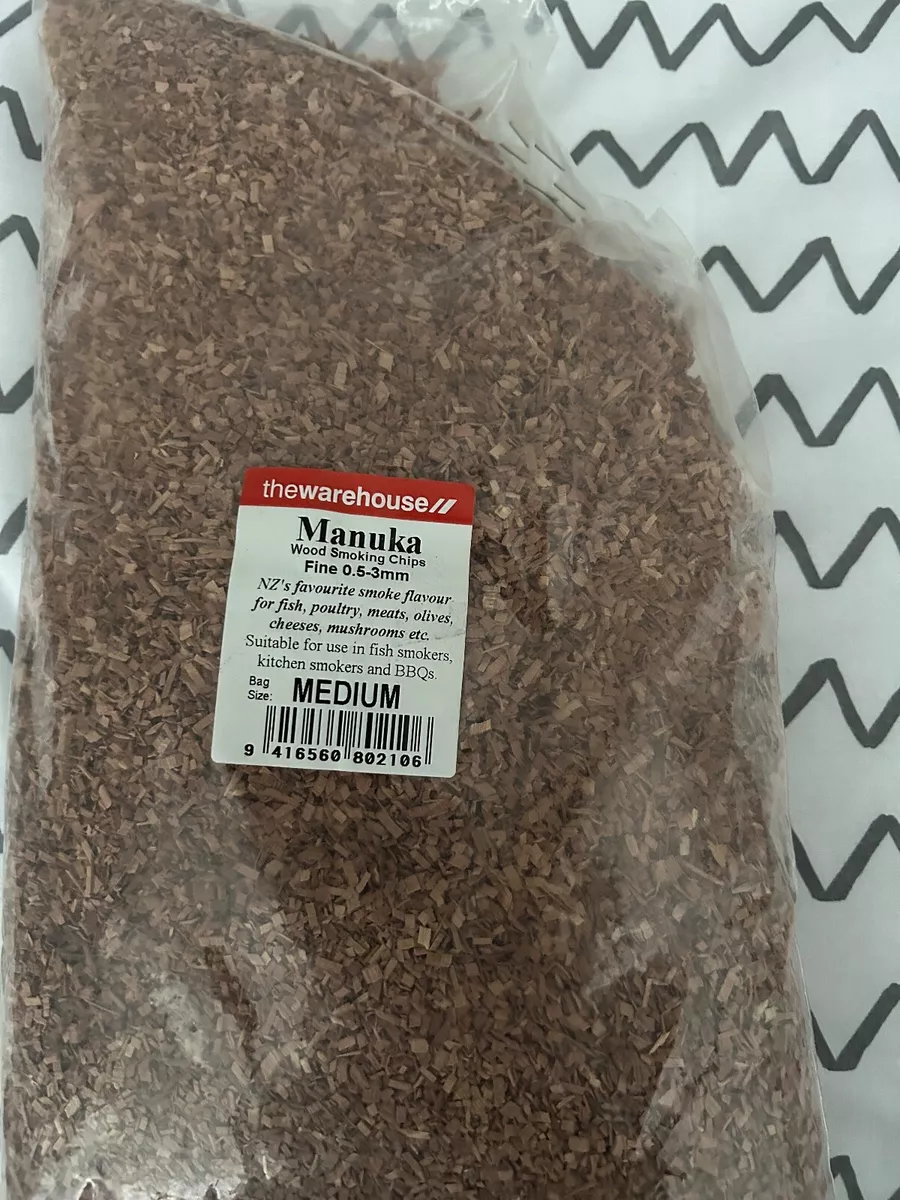 thewarehouse//
Manuka
Wood Smoking Chips
Fine 0.5-3mm
NZ's favourite smoke flavour
for fish, poultry, meats, olives,
cheeses, mushrooms etc.
Suitable for use in fish smokers,
kitchen smokers and BBQs.
Bag
Size: MEDIUM
9 416560 802106